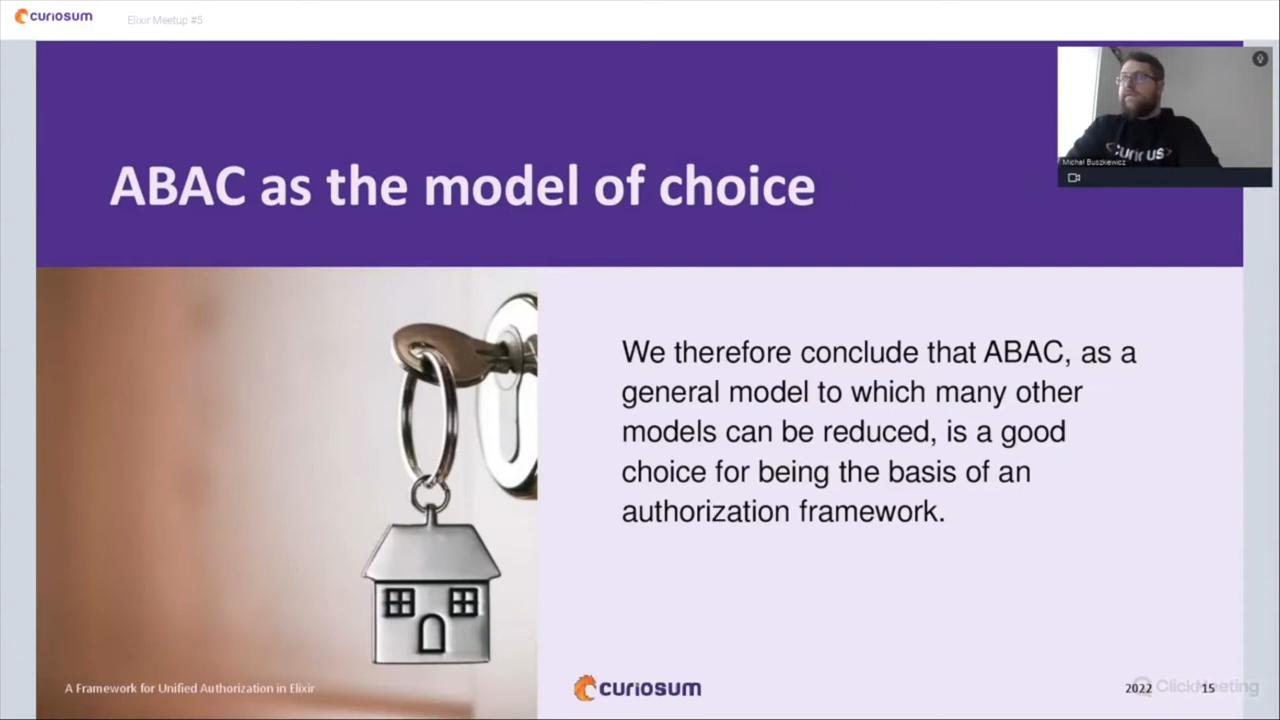 curiosum
Elixir Meetup #5
ABAC as the model of choice
curious
Michał Buszkiewicz
We therefore conclude that ABAC, as a
general model to which many other
models can be reduced, is a good
choice for being the basis of an
authorization framework.
A Framework for Unified Authorization in Elixir
curiosum
2022
15
ClickMeeting